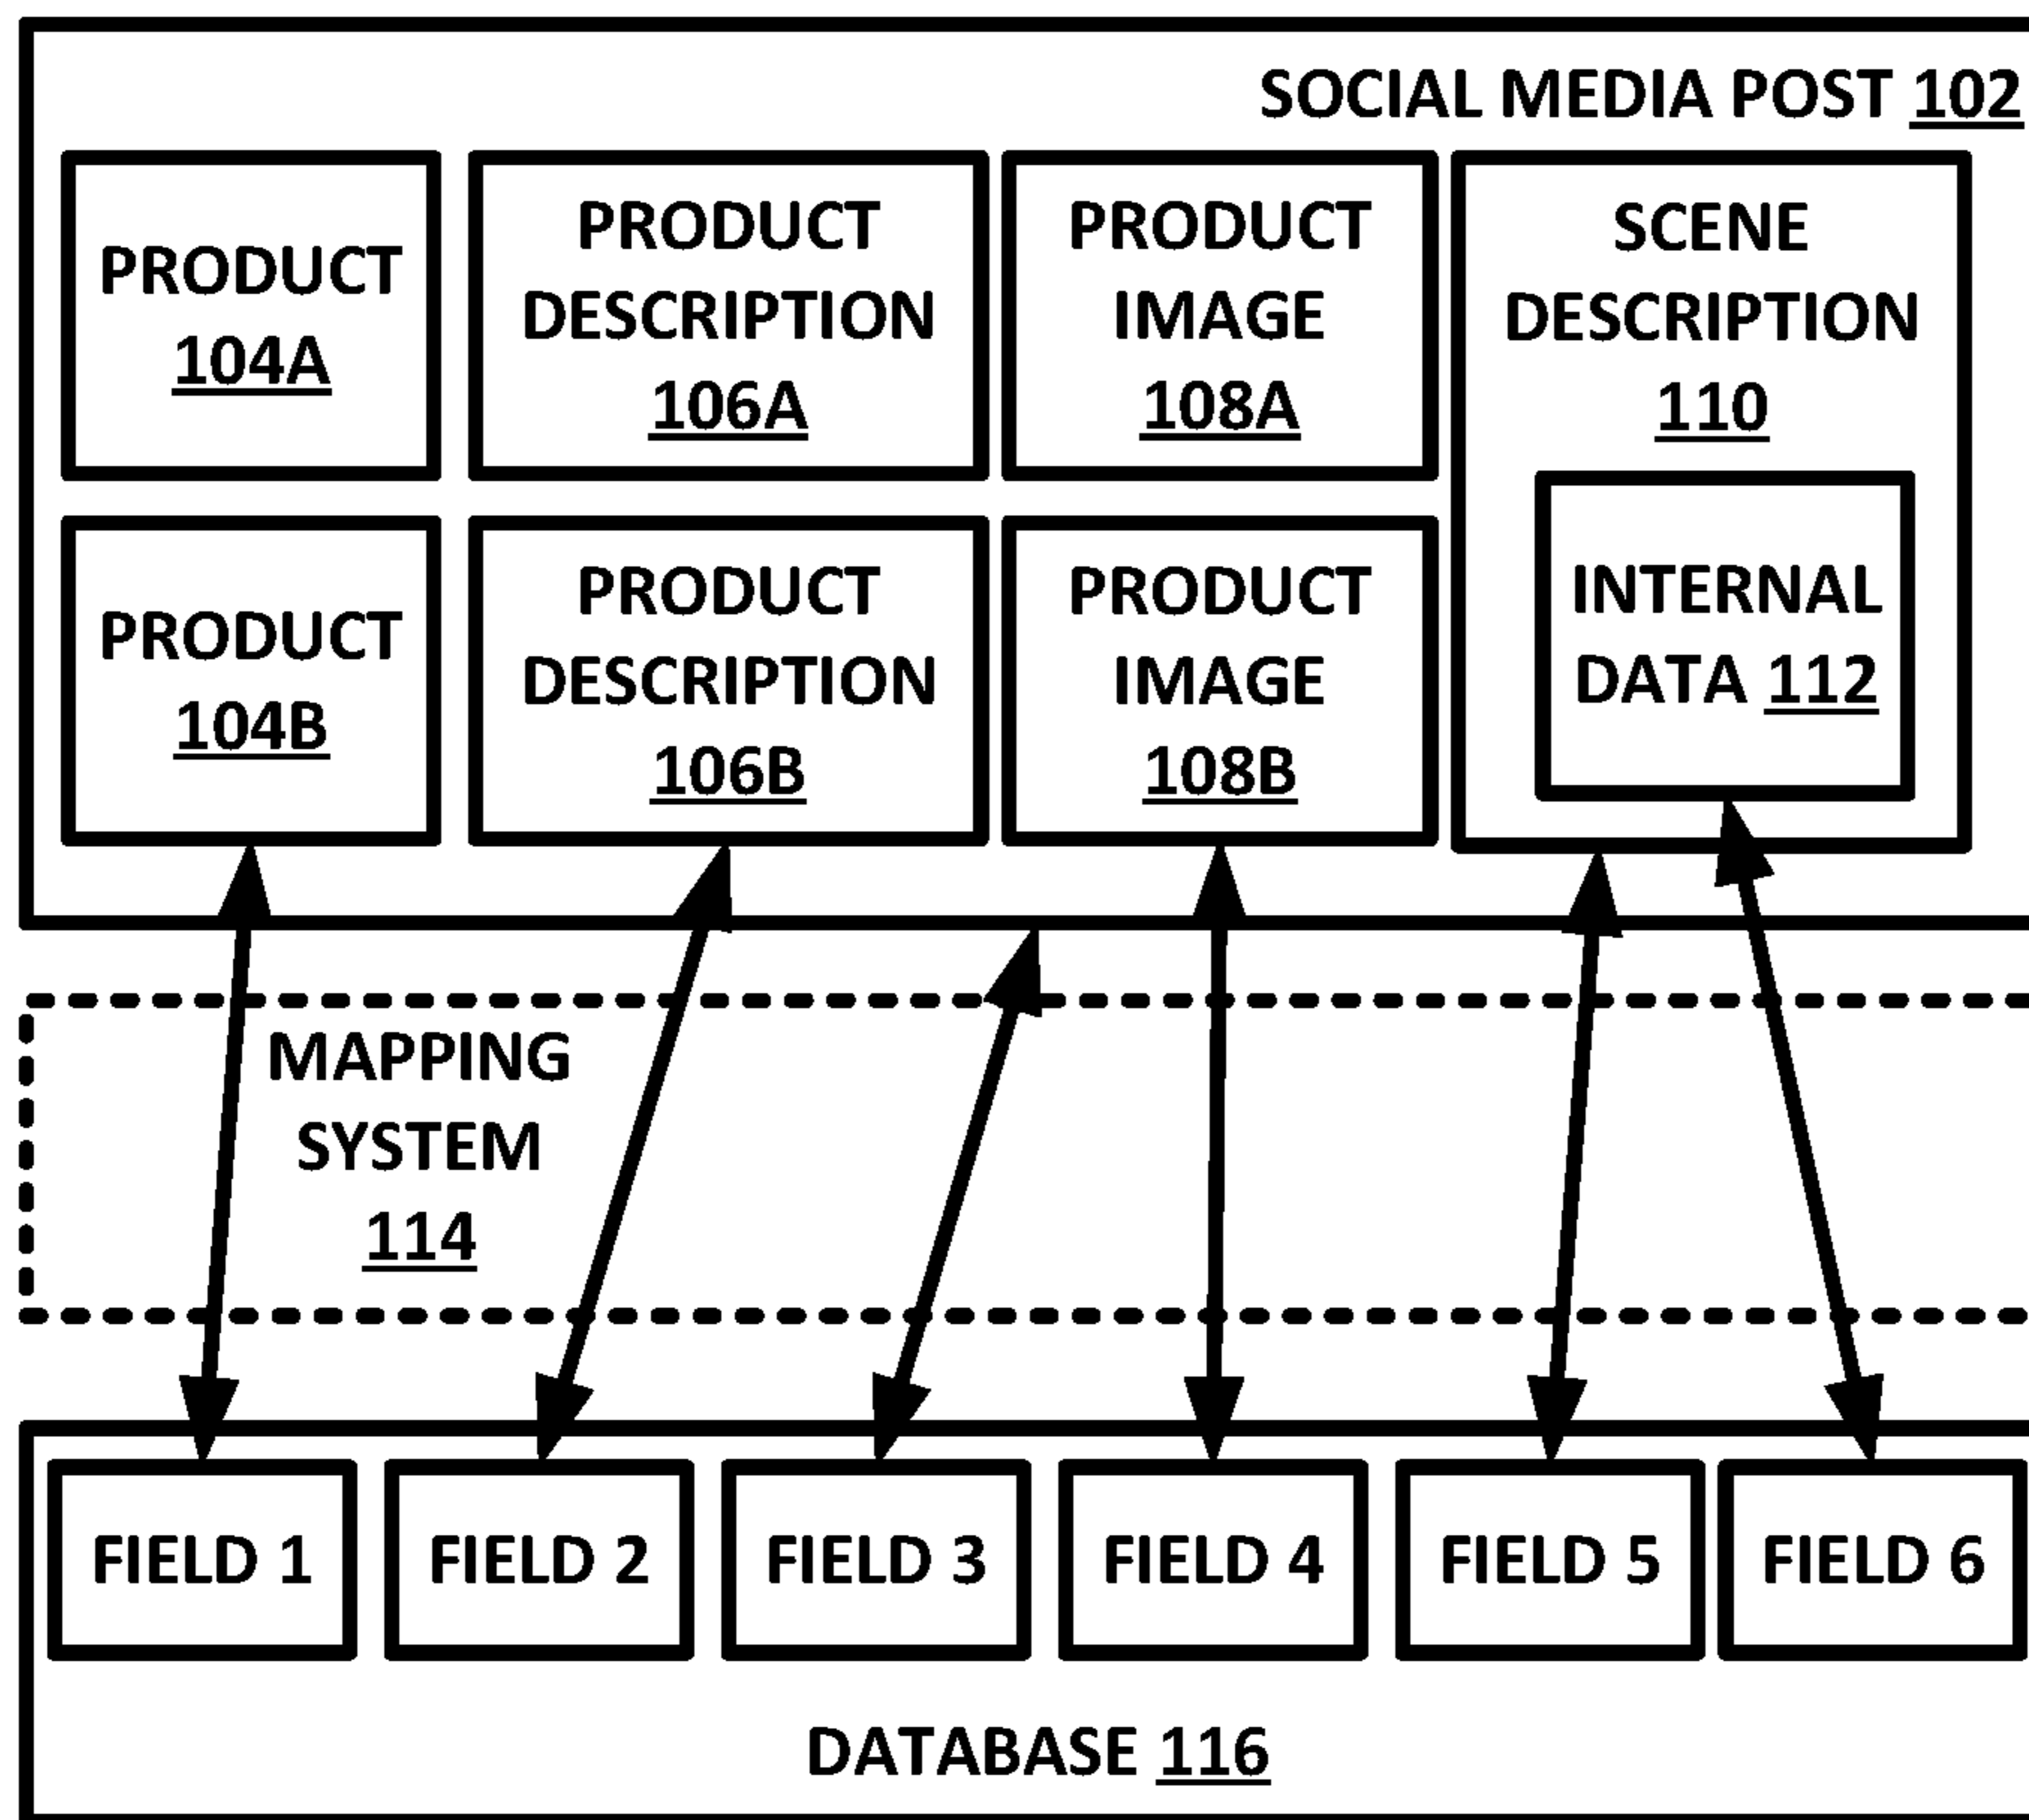 SOCIAL MEDIA POST 102
PRODUCT
104A
PRODUCT
DESCRIPTION
106A
PRODUCT
IMAGE
108A
SCENE
DESCRIPTION
110
INTERNAL
DATA 112
PRODUCT
104B
PRODUCT
DESCRIPTION
106B
PRODUCT
IMAGE
108B
MAPPING
SYSTEM
114
FIELD 1
FIELD 2
FIELD 3
FIELD 4
FIELD 5
FIELD 6
DATABASE 116